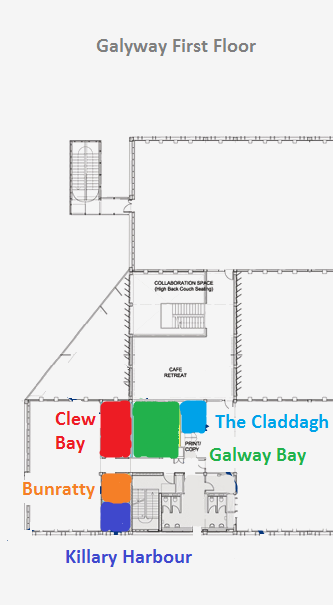 Galyway First Floor
COLLABORATION SPACE
(High Back Couch Seating)
CAFE
RETREAT
Clew
Bay
The Claddagh
PRINT/
COPY
Galway Bay
Bunratty
Killary Harbour